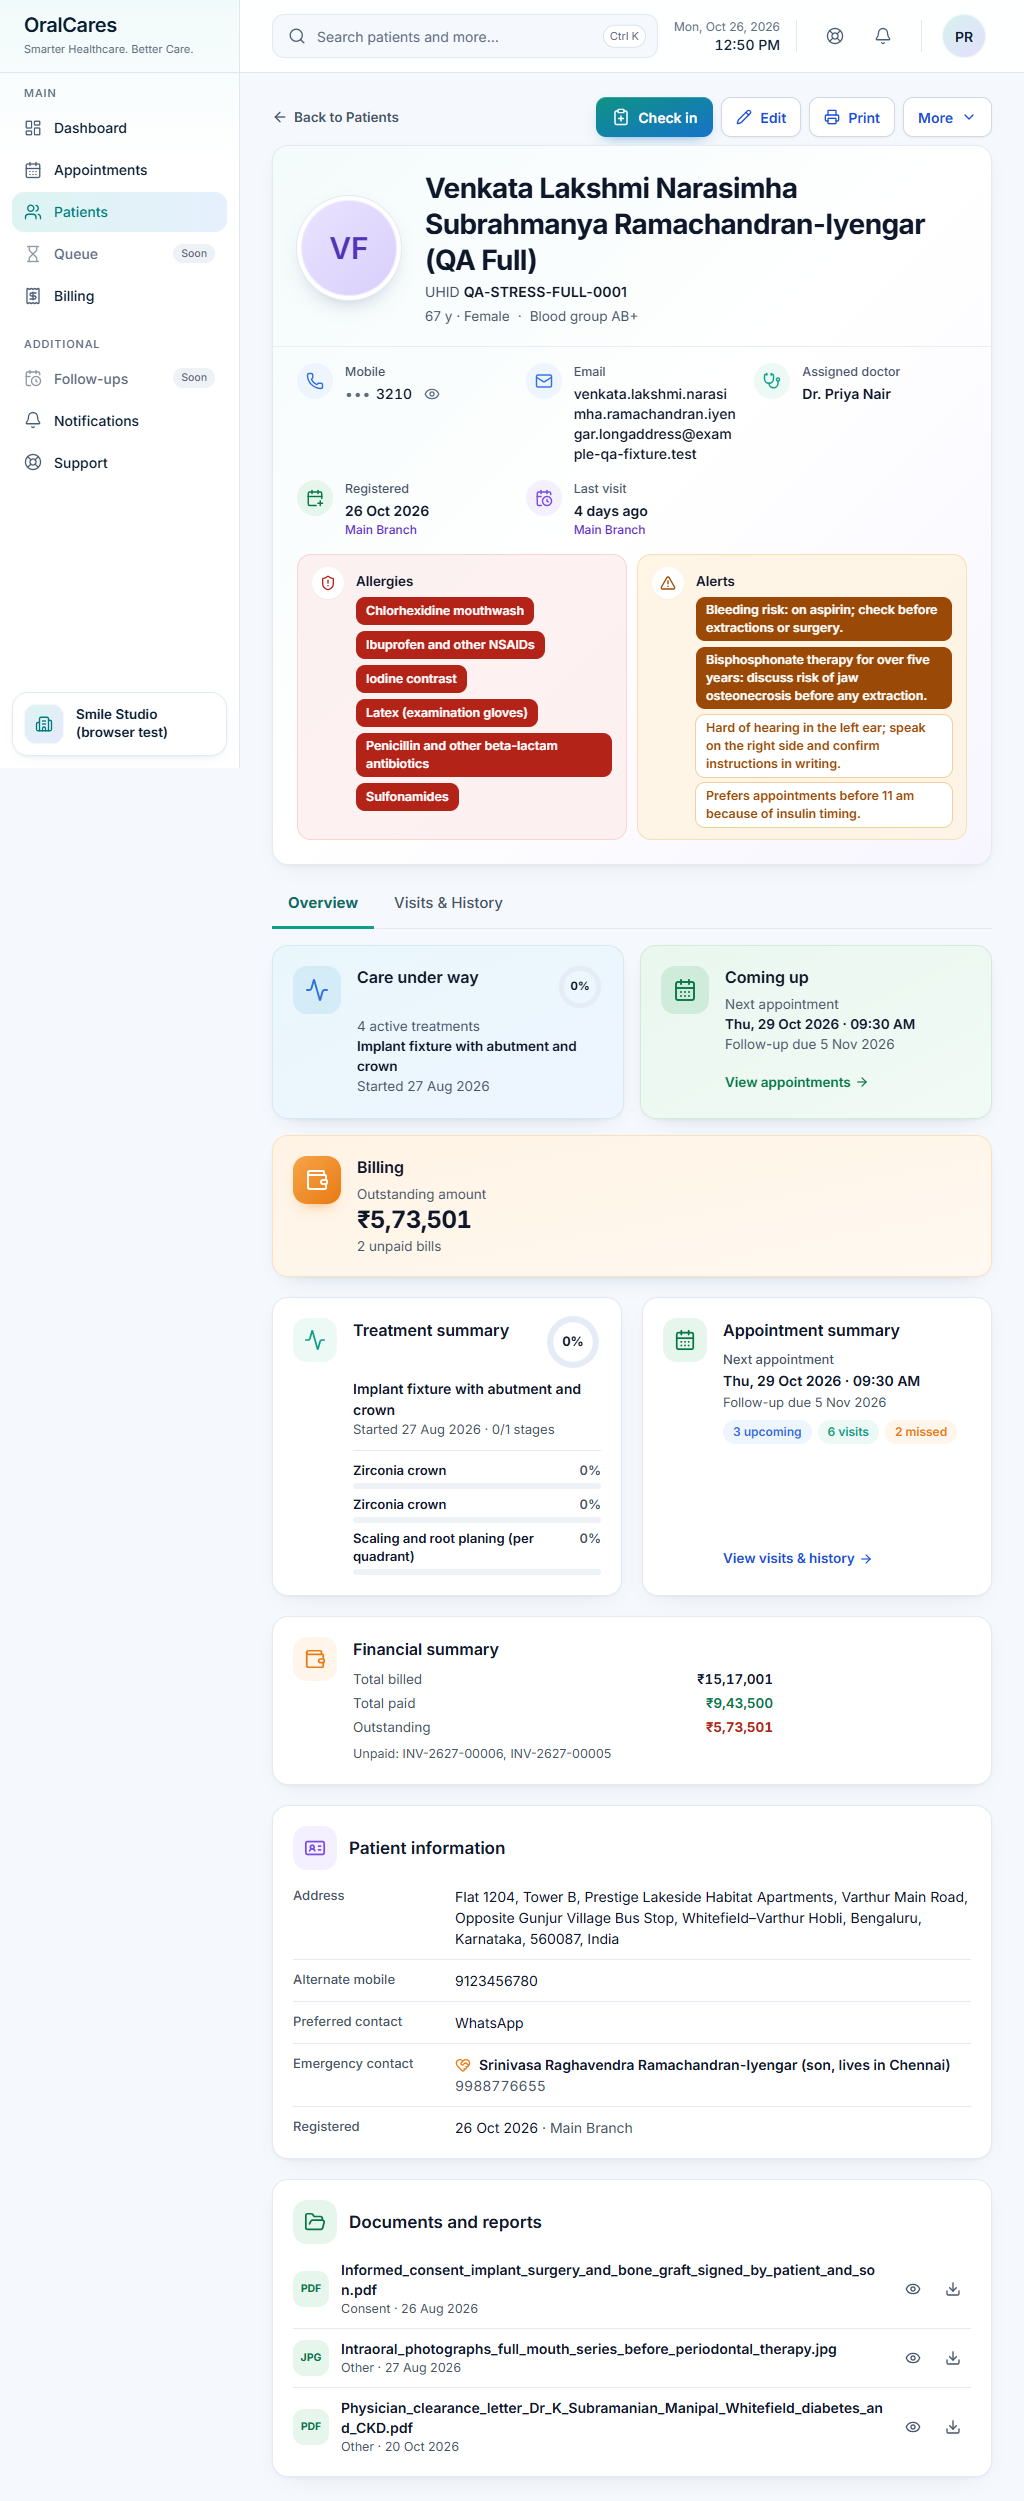 OralCares
Smarter Healthcare. Better Care.
Search patients and more...
Ctrl K
Mon, Oct 26, 2026
12:50 PM
PR
MAIN
Dashboard
Appointments
Patients
Queue
Soon
Billing
ADDITIONAL
Follow-ups
Soon
Notifications
Support
Smile Studio
(browser test)
Back to Patients
Check in
Edit
Print
More
VF
Venkata Lakshmi Narasimha
Subrahmanya Ramachandran-Iyengar
(QA Full)
UHID QA-STRESS-FULL-0001
67 y · Female · Blood group AB+
Mobile
••• 3210
Email
venkata.lakshmi.narasi
mha.ramachandran.iyen
gar.longaddress@exam
ple-qa-fixture.test
Assigned doctor
Dr. Priya Nair
Registered
26 Oct 2026
Main Branch
Last visit
4 days ago
Main Branch
Allergies
Chlorhexidine mouthwash
Ibuprofen and other NSAIDs
Iodine contrast
Latex (examination gloves)
Penicillin and other beta-lactam
antibiotics
Sulfonamides
Alerts
Bleeding risk: on aspirin; check before
extractions or surgery.
Bisphosphonate therapy for over five
years: discuss risk of jaw
osteonecrosis before any extraction.
Hard of hearing in the left ear; speak
on the right side and confirm
instructions in writing.
Prefers appointments before 11 am
because of insulin timing.
Overview
Visits & History
Care under way
0%
4 active treatments
Implant fixture with abutment and
crown
Started 27 Aug 2026
Coming up
Next appointment
Thu, 29 Oct 2026 · 09:30 AM
Follow-up due 5 Nov 2026
View appointments →
Billing
Outstanding amount
₹5,73,501
2 unpaid bills
Treatment summary
0%
Implant fixture with abutment and
crown
Started 27 Aug 2026 · 0/1 stages
Zirconia crown 0%
Zirconia crown 0%
Scaling and root planing (per 0%
quadrant)
Appointment summary
Next appointment
Thu, 29 Oct 2026 · 09:30 AM
Follow-up due 5 Nov 2026
3 upcoming
6 visits
2 missed
View visits & history →
Financial summary
Total billed ₹15,17,001
Total paid ₹9,43,500
Outstanding ₹5,73,501
Unpaid: INV-2627-00006, INV-2627-00005
Patient information
Address
Flat 1204, Tower B, Prestige Lakeside Habitat Apartments, Varthur Main Road,
Opposite Gunjur Village Bus Stop, Whitefield–Varthur Hobli, Bengaluru,
Karnataka, 560087, India
Alternate mobile
9123456780
Preferred contact
WhatsApp
Emergency contact
Srinivasa Raghavendra Ramachandran-Iyengar (son, lives in Chennai)
9988776655
Registered
26 Oct 2026 · Main Branch
Documents and reports
PDF
Informed_consent_implant_surgery_and_bone_graft_signed_by_patient_and_so
n.pdf
Consent · 26 Aug 2026
JPG
Intraoral_photographs_full_mouth_series_before_periodontal_therapy.jpg
Other · 27 Aug 2026
PDF
Physician_clearance_letter_Dr_K_Subramanian_Manipal_Whitefield_diabetes_an
d_CKD.pdf
Other · 20 Oct 2026